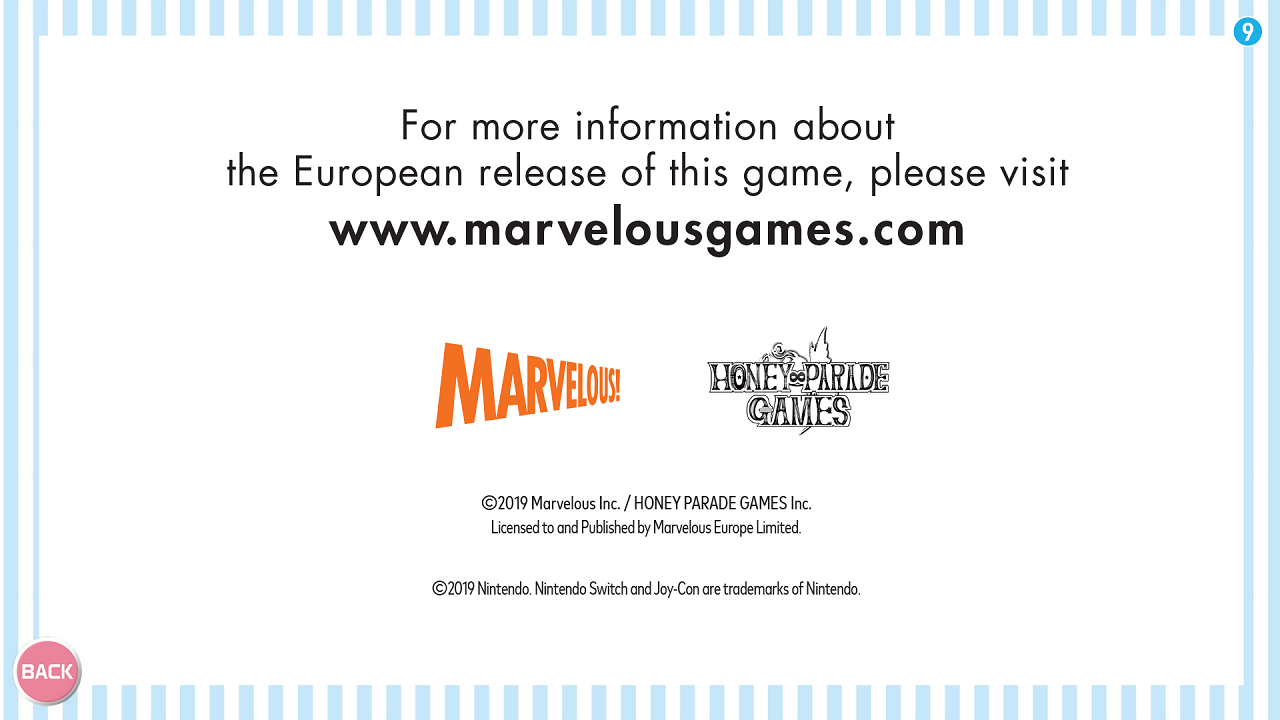 9
For more information about
the European release of this game, please visit
www.marvelousgames.com
MARVELOUS!
HONEY PARADE
GAMES
©2019 Marvelous Inc. / HONEY PARADE GAMES Inc.
Licensed to and Published by Marvelous Europe Limited.
©2019 Nintendo. Nintendo Switch and Joy-Con are trademarks of Nintendo.
BACK